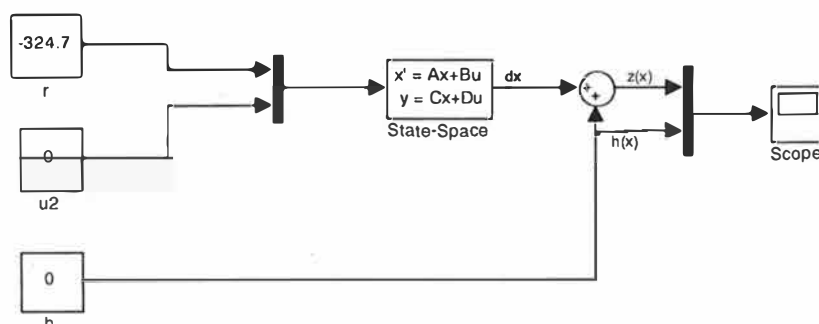 -324.7
r
0
u2
0
x' = Ax+Bu
y = Cx+Du
State-Space
dx
z(x)
h(x)
Scope